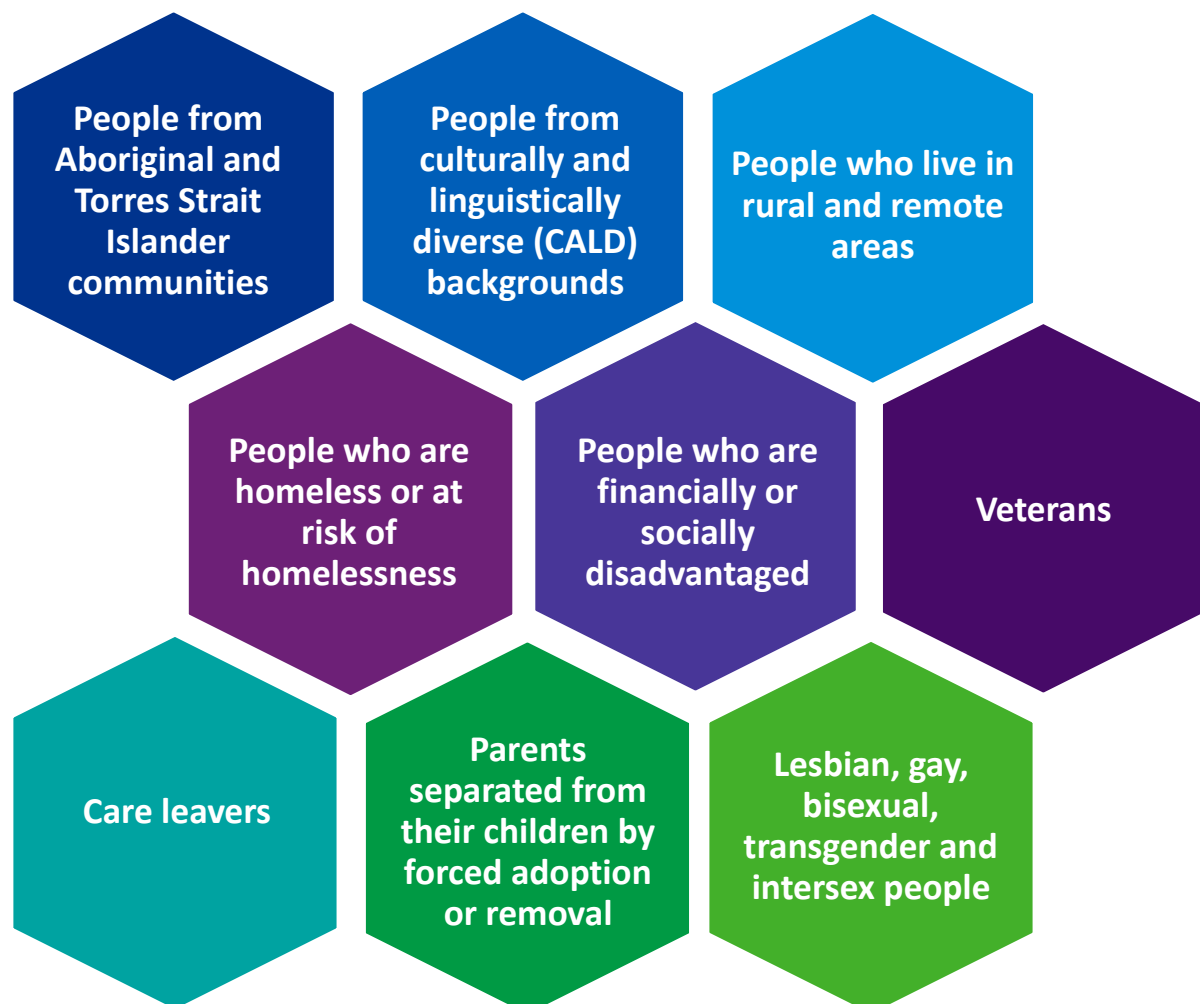 People from
Aboriginal and
Torres Strait
Islander
communities
People from
culturally and
linguistically
diverse (CALD)
backgrounds
People who live in
rural and remote
areas
People who are
homeless or at
risk of
homelessness
People who are
financially or
socially
disadvantaged
Veterans
Care leavers
Parents
separated from
their children by
forced adoption
or removal
Lesbian, gay,
bisexual,
transgender and
intersex people